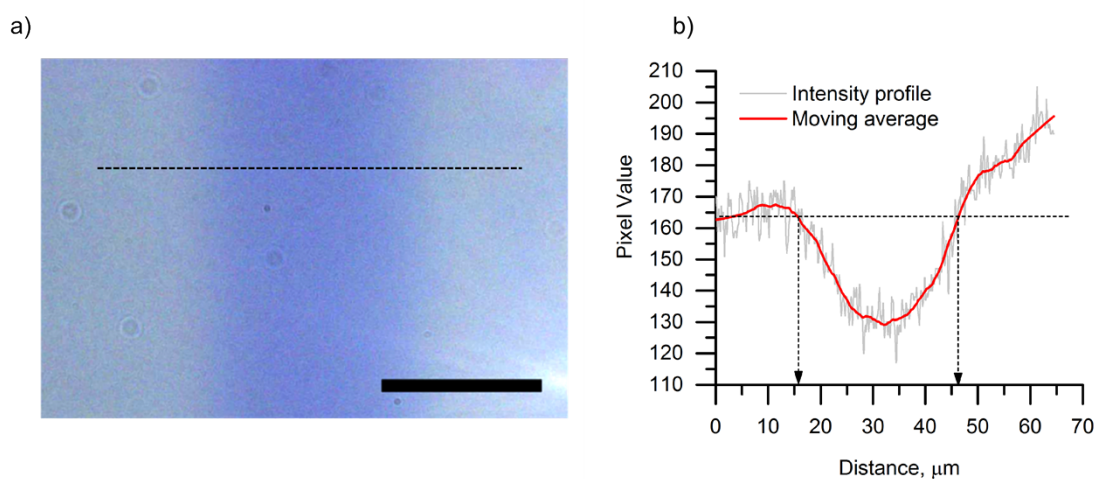 a)
b)
210
200
190
180
170
160
150
140
130
120
110
Pixel Value
Intensity profile
Moving average
0 10 20 30 40 50 60 70
Distance, μm